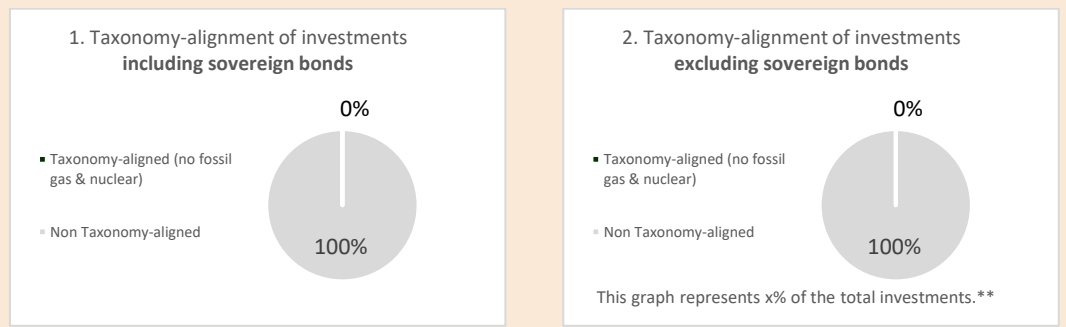 1. Taxonomy-alignment of investments
including sovereign bonds
0%
Taxonomy-aligned (no fossil
gas & nuclear)
Non Taxonomy-aligned
100%
2. Taxonomy-alignment of investments
excluding sovereign bonds
0%
Taxonomy-aligned (no fossil
gas & nuclear)
Non Taxonomy-aligned
100%
This graph represents x% of the total investments.**